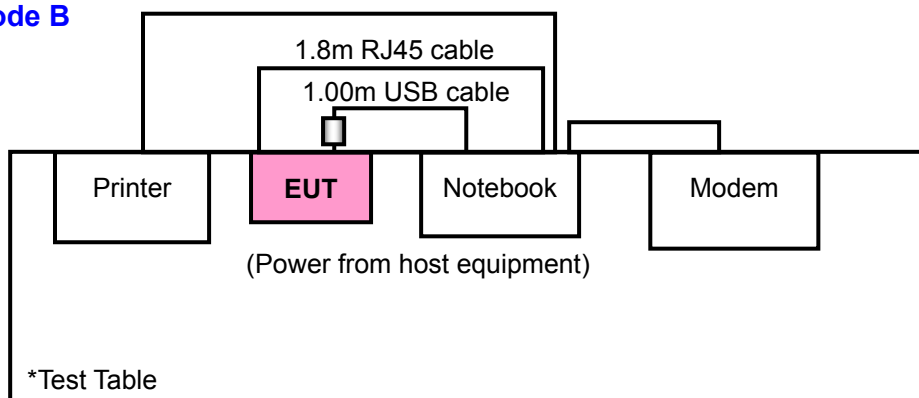 ode B
1.8m RJ45 cable
1.00m USB cable
Printer
EUT
Notebook
Modem
(Power from host equipment)
*Test Table